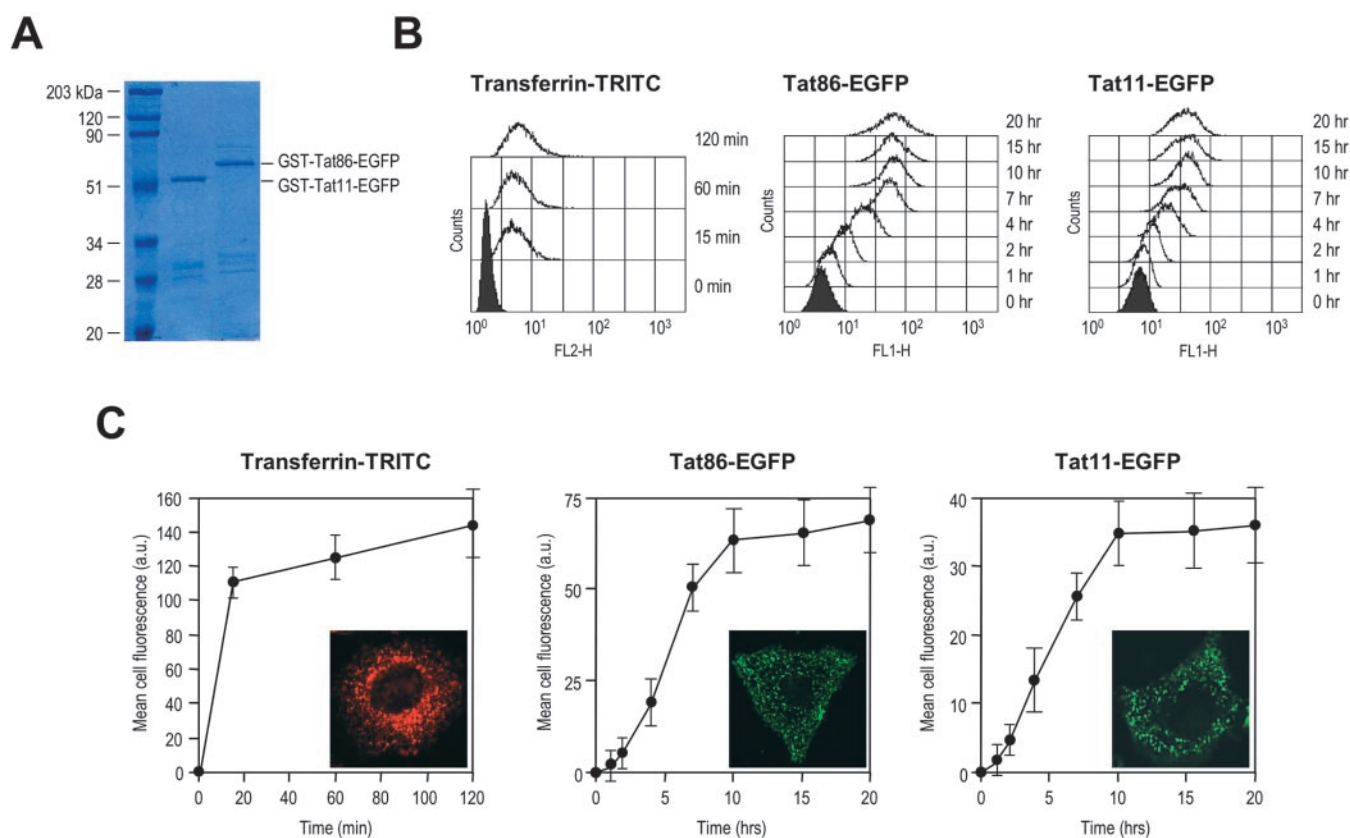 A
203 kDa
120
90
51
34
28
20
GST-Tat86-EGFP
GST-Tat11-EGFP
B
Transferrin-TRITC
Counts
120 min
60 min
15 min
0 min
10⁰ 10¹ 10² 10³
FL2-H
Tat86-EGFP
Counts
20 hr
15 hr
10 hr
7 hr
4 hr
2 hr
1 hr
0 hr
10⁰ 10¹ 10² 10³
FL1-H
Tat11-EGFP
Counts
20 hr
15 hr
10 hr
7 hr
4 hr
2 hr
1 hr
0 hr
10⁰ 10¹ 10² 10³
FL1-H
C
Transferrin-TRITC
Mean cell fluorescence (a.u.)
160
140
120
100
80
60
40
20
0
0 20 40 60 80 100 120
Time (min)
Tat86-EGFP
Mean cell fluorescence (a.u.)
75
50
25
0
0 5 10 15 20
Time (hrs)
Tat11-EGFP
Mean cell fluorescence (a.u.)
40
30
20
10
0
0 5 10 15 20
Time (hrs)